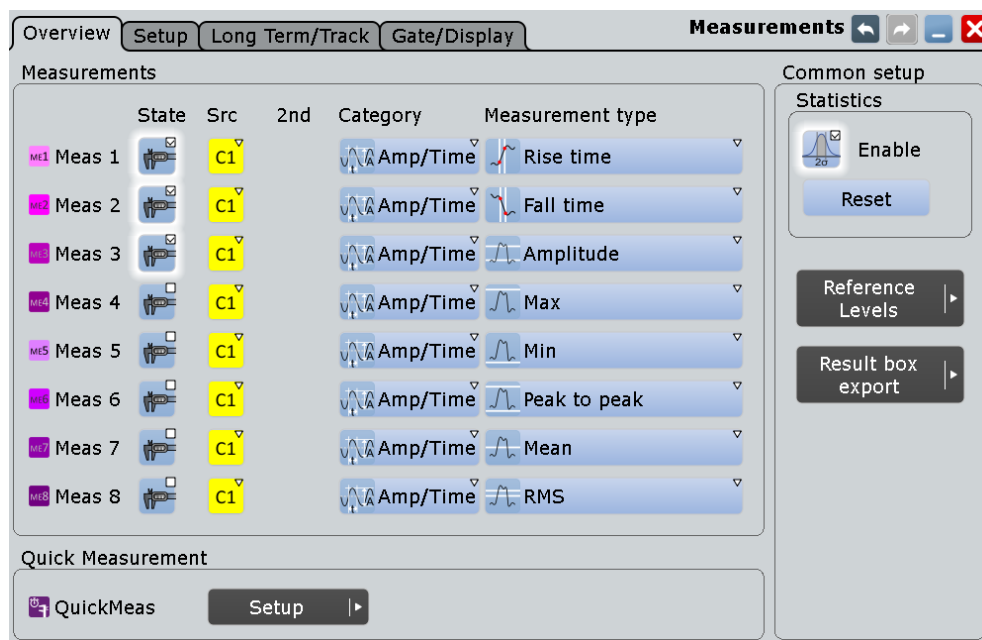 Overview Setup Long Term/Track Gate/Display Measurements
Measurements
State Src 2nd Category Measurement type
ME1 Meas 1 C1 Amp/Time Rise time
ME2 Meas 2 C1 Amp/Time Fall time
ME3 Meas 3 C1 Amp/Time Amplitude
ME4 Meas 4 C1 Amp/Time Max
ME5 Meas 5 C1 Amp/Time Min
ME6 Meas 6 C1 Amp/Time Peak to peak
ME7 Meas 7 C1 Amp/Time Mean
ME8 Meas 8 C1 Amp/Time RMS
Quick Measurement
QuickMeas Setup
Common setup
Statistics
2σ Enable
Reset
Reference
Levels
Result box
export